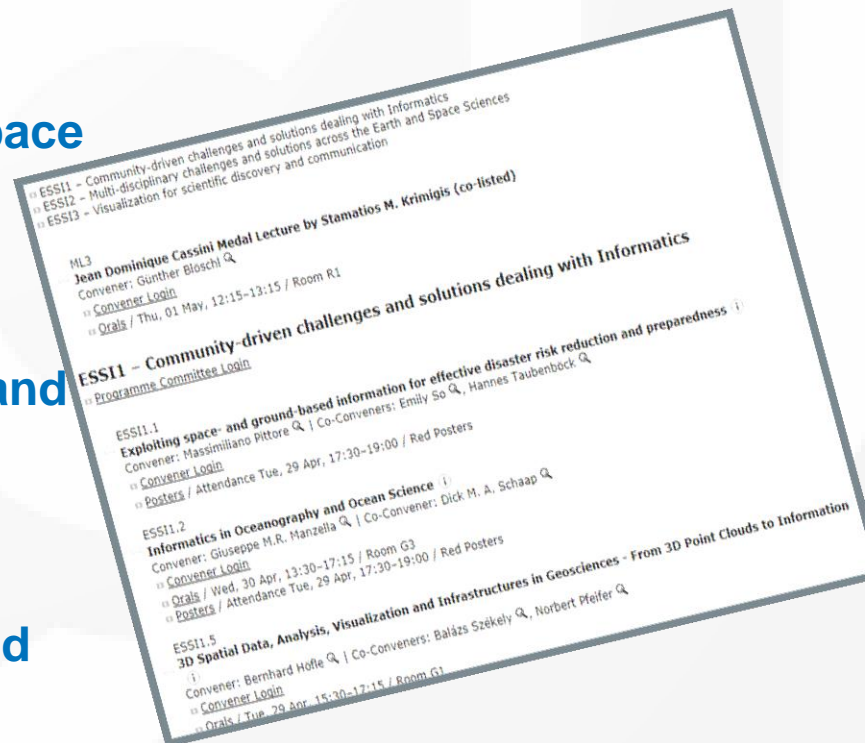 pace
and
d
ESSI1 – Community-driven challenges and solutions dealing with Informatics
ESSI2 – Multi-disciplinary challenges and solutions across the Earth and Space Sciences
ESSI3 – Visualization for scientific discovery and communication
ML3
Jean Dominique Cassini Medal Lecture by Stamatios M. Krimigis (co-listed)
Convener: Günther Blöschl
Convener Login
Orals / Thu, 01 May, 12:15–13:15 / Room R1
ESSI1 – Community-driven challenges and solutions dealing with Informatics
Programme Committee Login
ESSI1.1
Exploiting space- and ground-based information for effective disaster risk reduction and preparedness
Convener: Massimiliano Pittore | Co-Conveners: Emily So, Hannes Taubenböck
Convener Login
Posters / Attendance Tue, 29 Apr, 17:30–19:00 / Red Posters
ESSI1.2
Informatics in Oceanography and Ocean Science
Convener: Giuseppe M.R. Manzella | Co-Convener: Dick M. A. Schaap
Convener Login
Orals / Wed, 30 Apr, 13:30–17:15 / Room G3
Posters / Attendance Tue, 29 Apr, 17:30–19:00 / Red Posters
ESSI1.5
3D Spatial Data, Analysis, Visualization and Infrastructures in Geosciences - From 3D Point Clouds to Information
Convener: Bernhard Höfle | Co-Conveners: Balázs Székely, Norbert Pfeifer
Convener Login
Orals / Tue, 29 Apr, 15:30–17:15 / Room G1